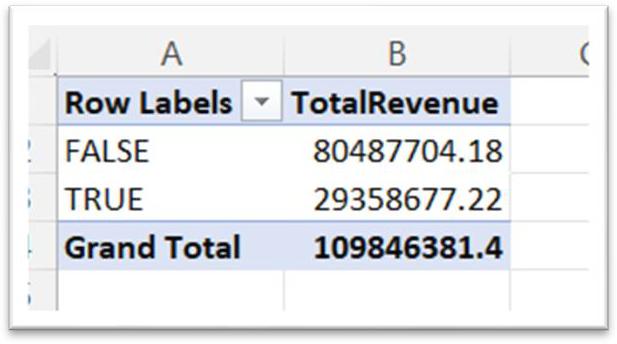 A B
Row Labels TotalRevenue
FALSE 80487704.18
TRUE 29358677.22
Grand Total 109846381.4